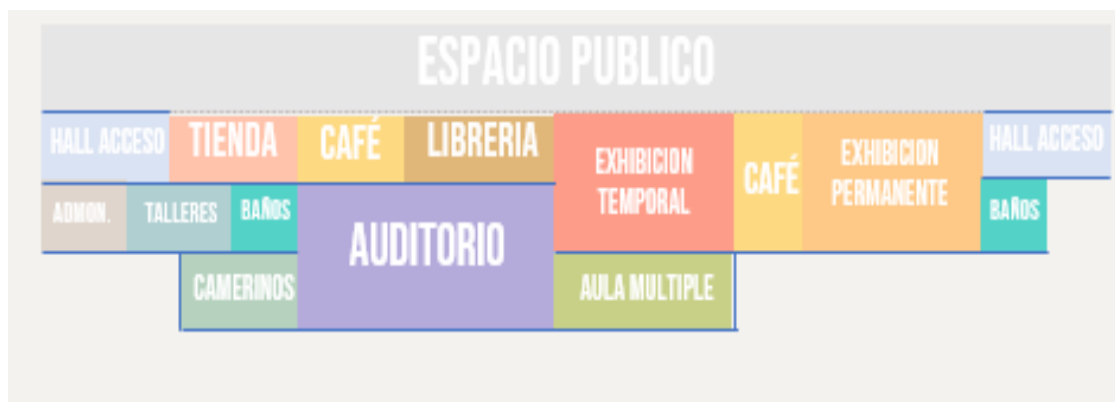 ESPACIO PUBLICO
HALL ACCESO
TIENDA
CAFÉ
LIBRERIA
EXHIBICION
TEMPORAL
CAFÉ
EXHIBICION
PERMANENTE
HALL ACCESO
ADMON.
TALLERES
BAÑOS
AUDITORIO
BAÑOS
CAMERINOS
AULA MULTIPLE